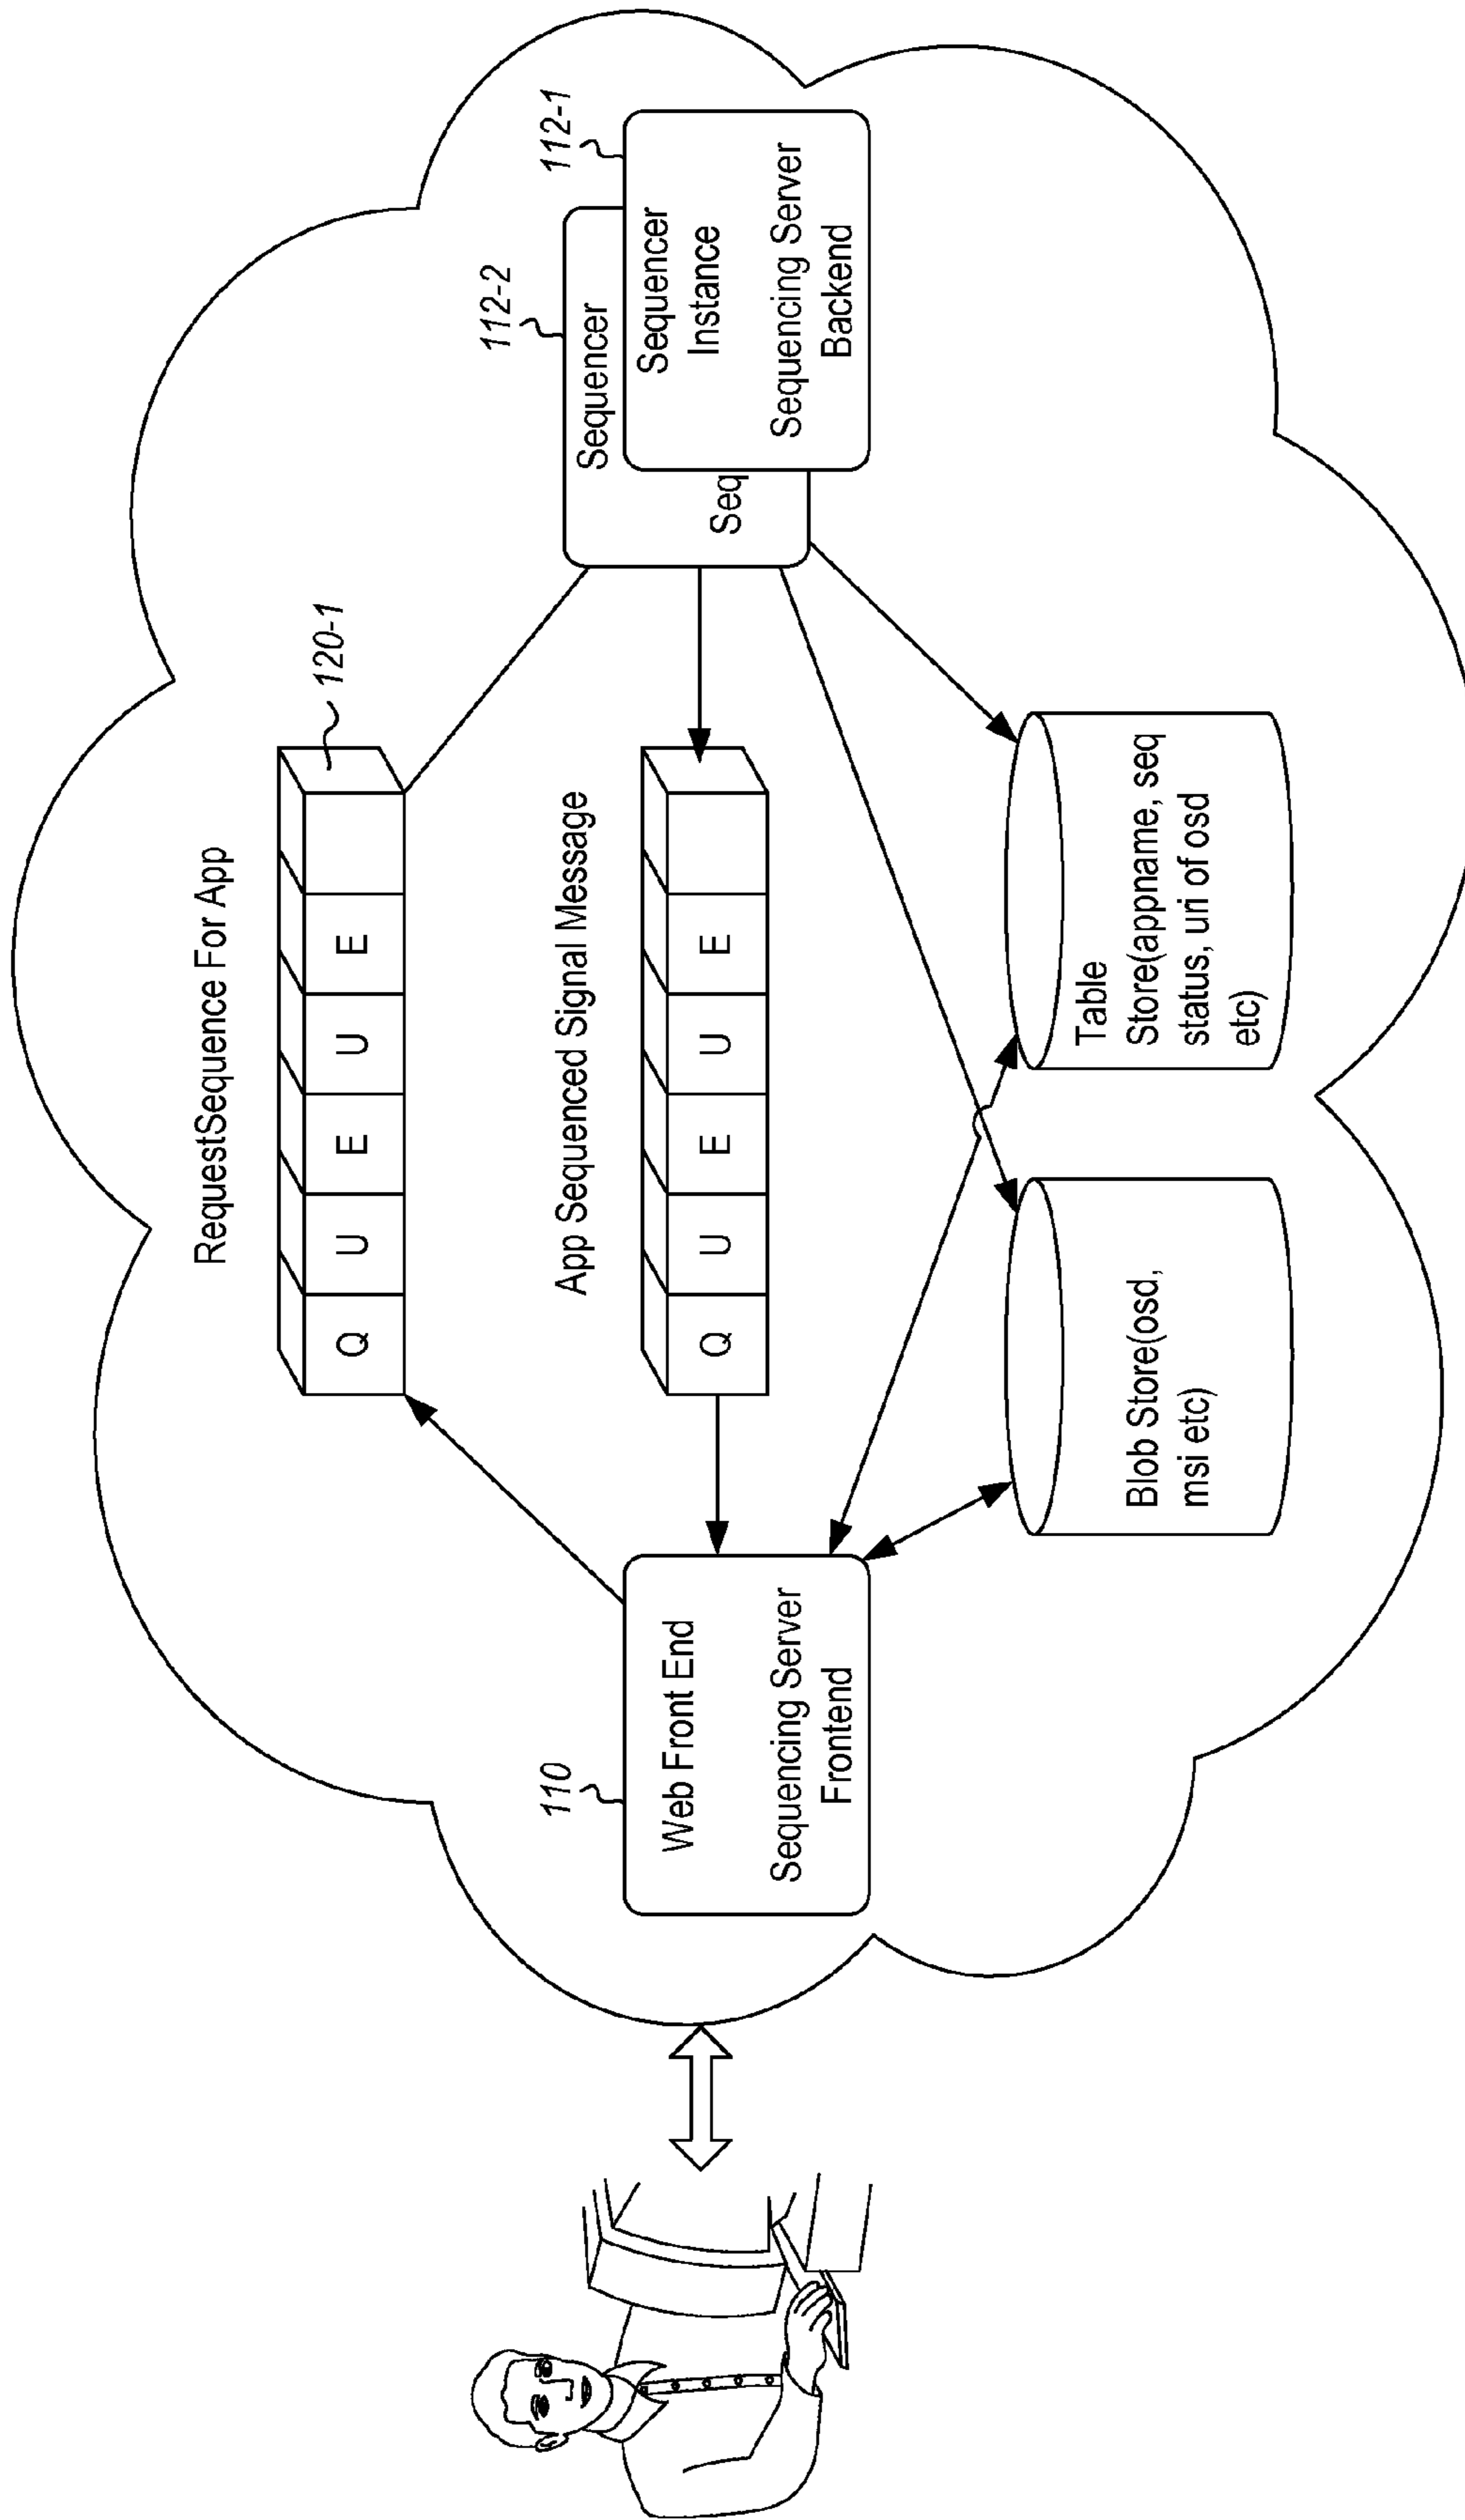 RequestSequence For App
120-1
Q U E U E
App Sequenced Signal Message
Q U E U E
112-2
112-1
Sequencer
Seq
Sequencer
Instance
Sequencing Server
Backend
110
Web Front End
Sequencing Server
Frontend
Blob Store(osd,
msi etc)
Table
Store(appname, seq
status, uri of osd
etc)